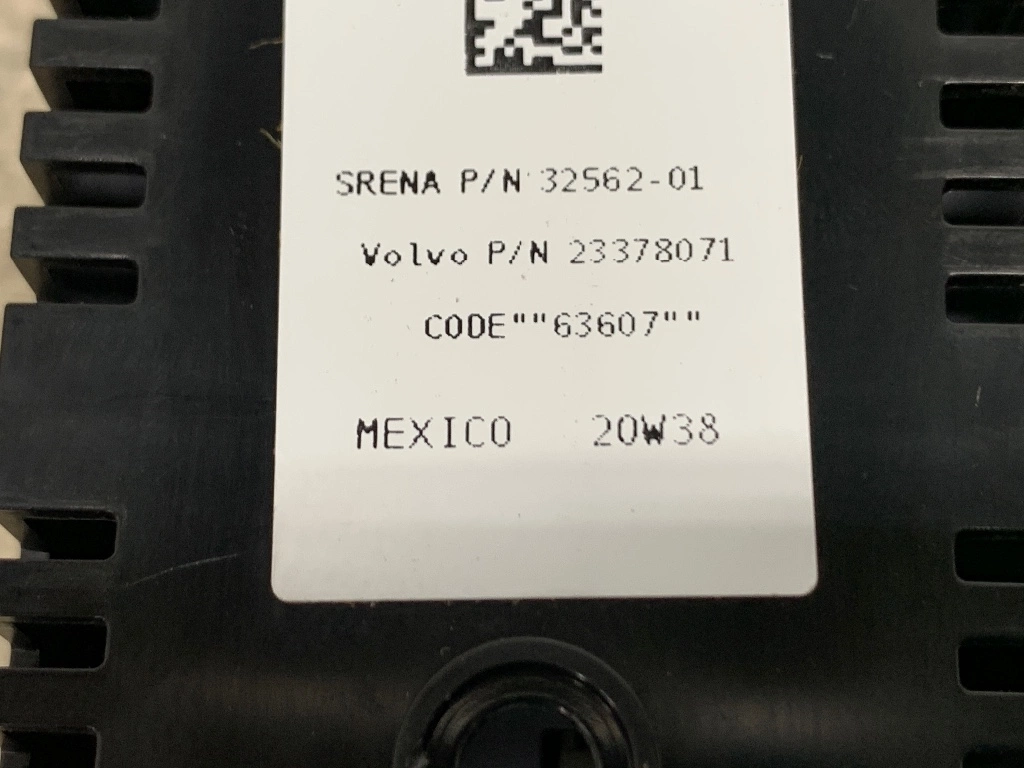 SRENA P/N 32562-01
Volvo P/N 23378071
CODE""63607""
MEXICO 20W38